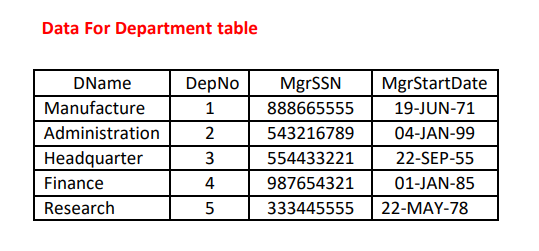 Data For Department table
DName DepNo MgrSSN MgrStartDate
Manufacture 1 888665555 19-JUN-71
Administration 2 543216789 04-JAN-99
Headquarter 3 554433221 22-SEP-55
Finance 4 987654321 01-JAN-85
Research 5 333445555 22-MAY-78